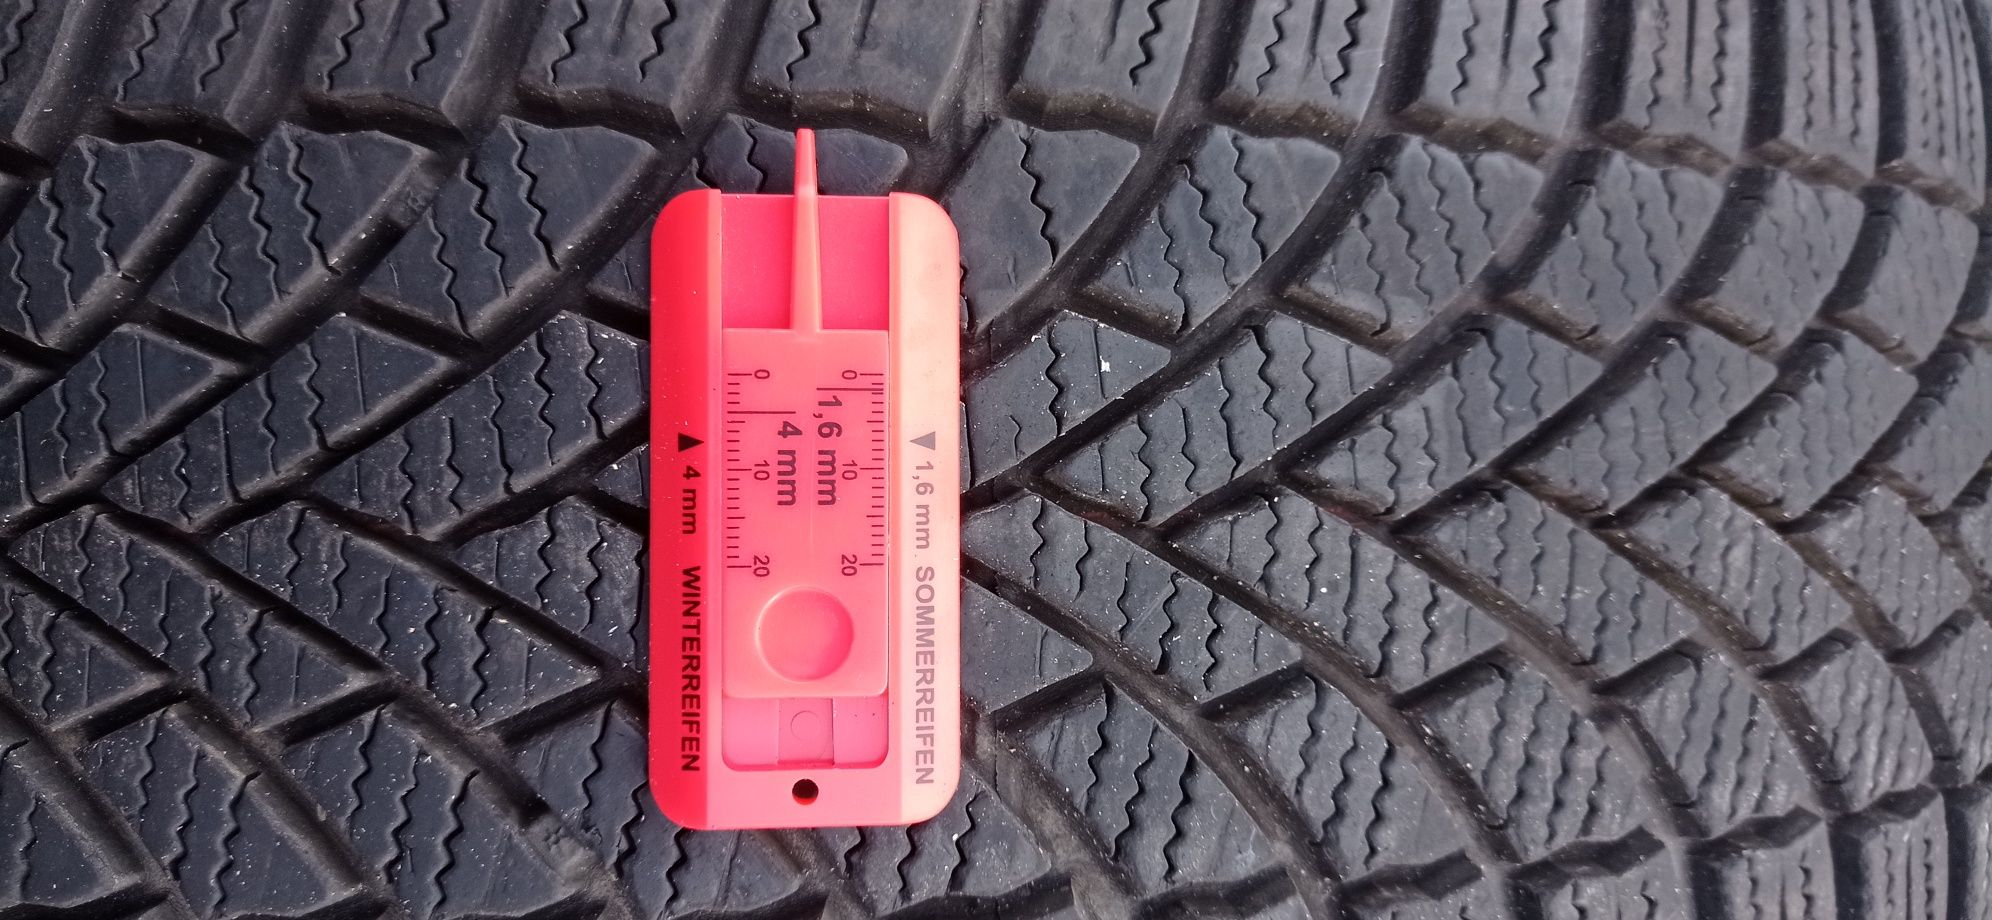 ▲ 4 mm WINTERREIFEN
0 10 20
4 mm
1,6 mm
0 10 20
▼ 1,6 mm SOMMERREIFEN